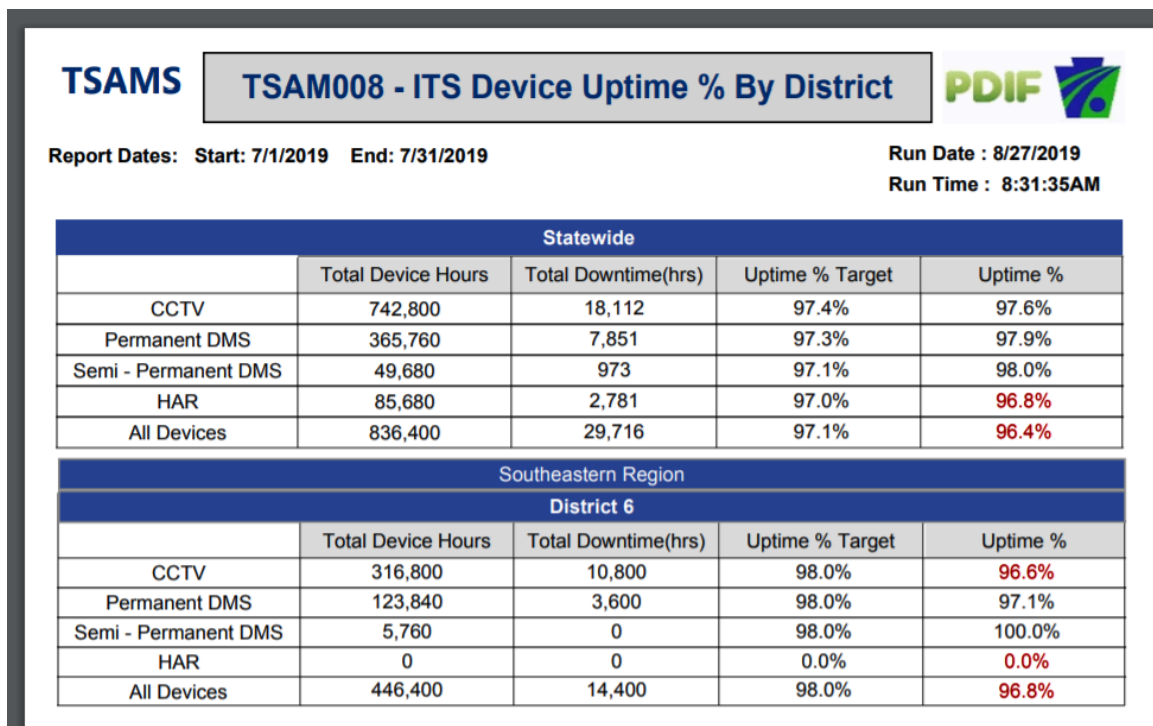 TSAMS TSAM008 - ITS Device Uptime % By District PDIF
Report Dates: Start: 7/1/2019 End: 7/31/2019 Run Date : 8/27/2019
Run Time : 8:31:35AM
Statewide
Total Device Hours Total Downtime(hrs) Uptime % Target Uptime %
CCTV 742,800 18,112 97.4% 97.6%
Permanent DMS 365,760 7,851 97.3% 97.9%
Semi - Permanent DMS 49,680 973 97.1% 98.0%
HAR 85,680 2,781 97.0% 96.8%
All Devices 836,400 29,716 97.1% 96.4%
Southeastern Region
District 6
Total Device Hours Total Downtime(hrs) Uptime % Target Uptime %
CCTV 316,800 10,800 98.0% 96.6%
Permanent DMS 123,840 3,600 98.0% 97.1%
Semi - Permanent DMS 5,760 0 98.0% 100.0%
HAR 0 0 0.0% 0.0%
All Devices 446,400 14,400 98.0% 96.8%